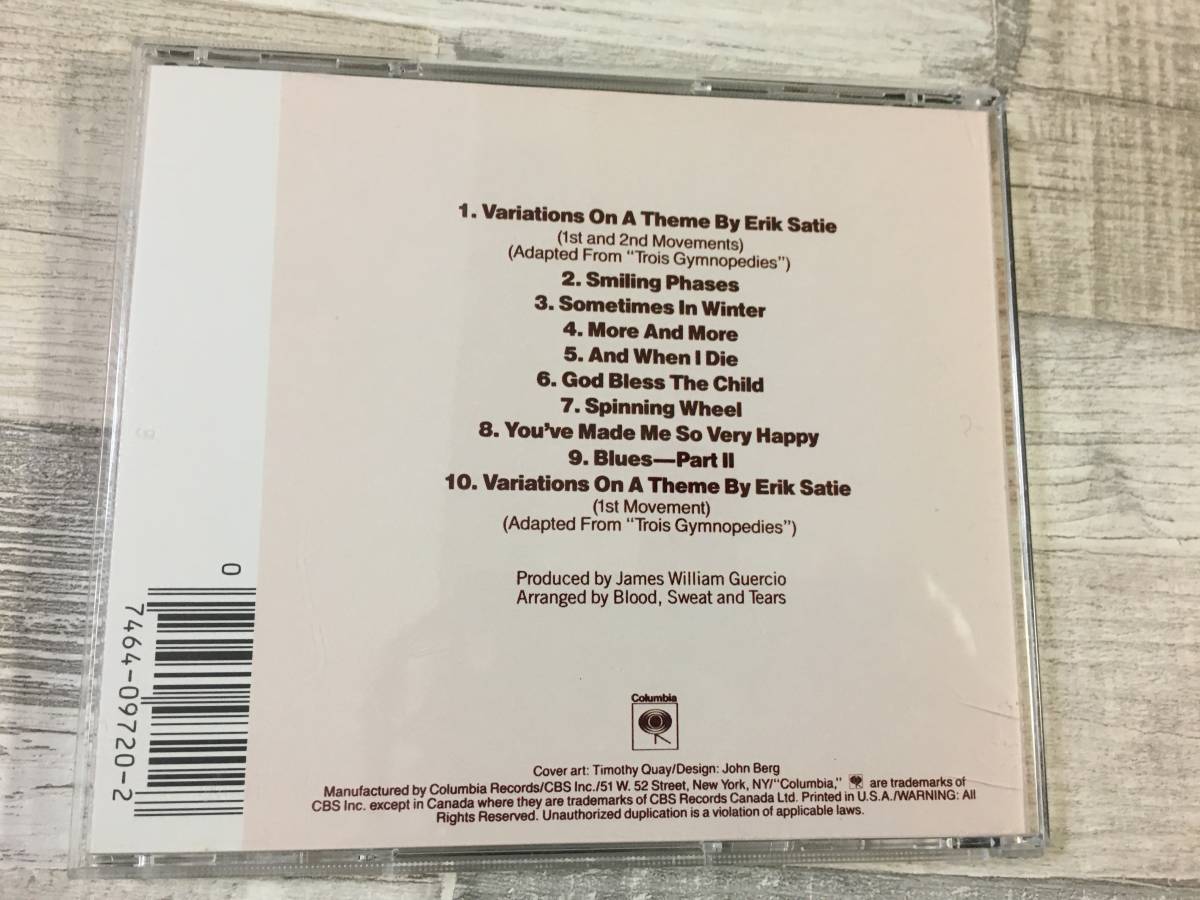 1. Variations On A Theme By Erik Satie
(1st and 2nd Movements)
(Adapted From "Trois Gymnopedies")
2. Smiling Phases
3. Sometimes In Winter
4. More And More
5. And When I Die
6. God Bless The Child
7. Spinning Wheel
8. You've Made Me So Very Happy
9. Blues—Part II
10. Variations On A Theme By Erik Satie
(1st Movement)
(Adapted From "Trois Gymnopedies")
Produced by James William Guercio
Arranged by Blood, Sweat and Tears
Columbia
Cover art: Timothy Quay/Design: John Berg
Manufactured by Columbia Records/CBS Inc./51 W. 52 Street, New York, NY/"Columbia," are trademarks of
CBS Inc. except in Canada where they are trademarks of CBS Records Canada Ltd. Printed in U.S.A./WARNING: All
Rights Reserved. Unauthorized duplication is a violation of applicable laws.
0
7464-09720-2